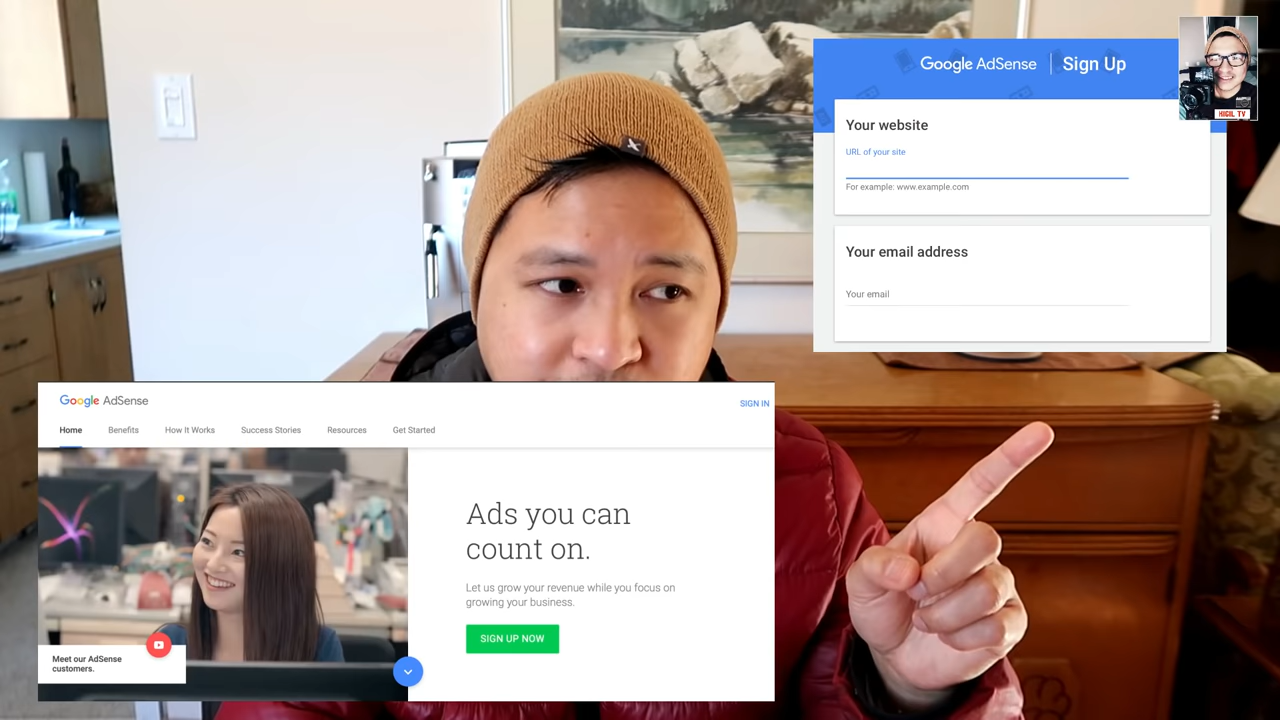 Google AdSense | Sign Up
Your website
URL of your site
For example: www.example.com
Your email address
Your email
XIGIL TV
Google AdSense
SIGN IN
Home Benefits How It Works Success Stories Resources Get Started
Ads you can
count on.
Let us grow your revenue while you focus on
growing your business.
SIGN UP NOW
Meet our AdSense
customers.